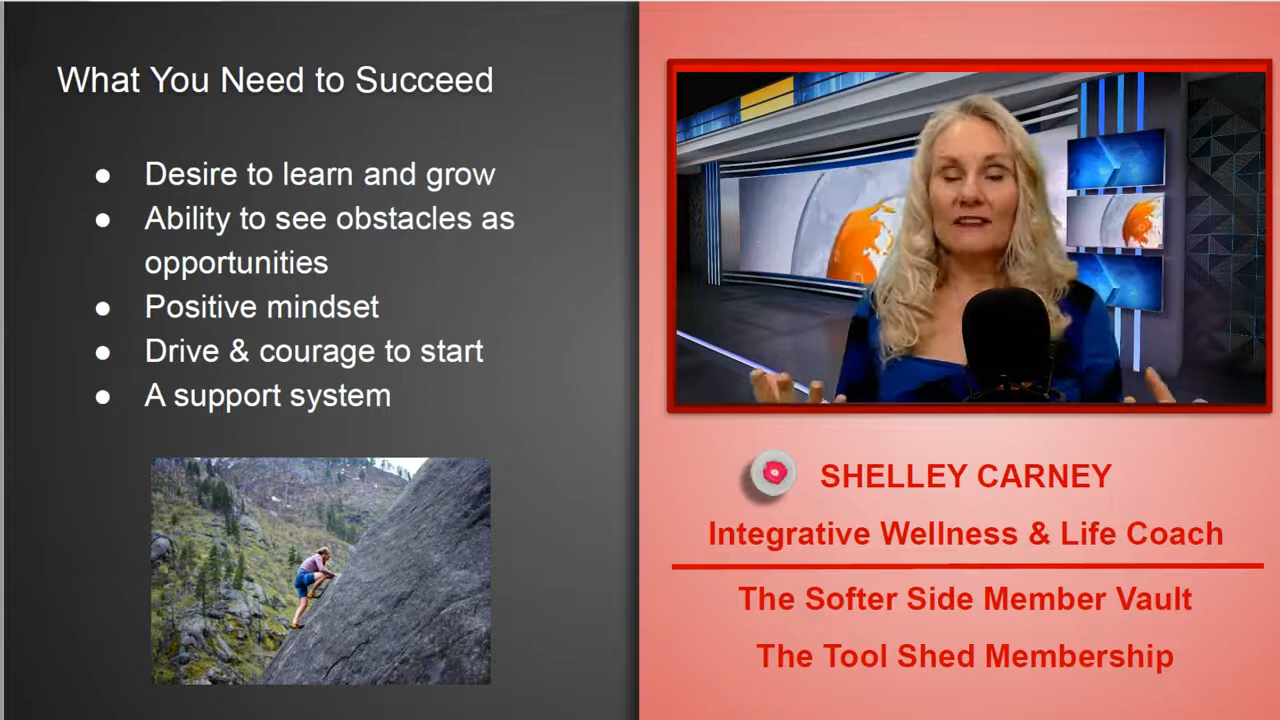 What You Need to Succeed
● Desire to learn and grow
● Ability to see obstacles as
opportunities
● Positive mindset
● Drive & courage to start
● A support system
SHELLEY CARNEY
Integrative Wellness & Life Coach
The Softer Side Member Vault
The Tool Shed Membership